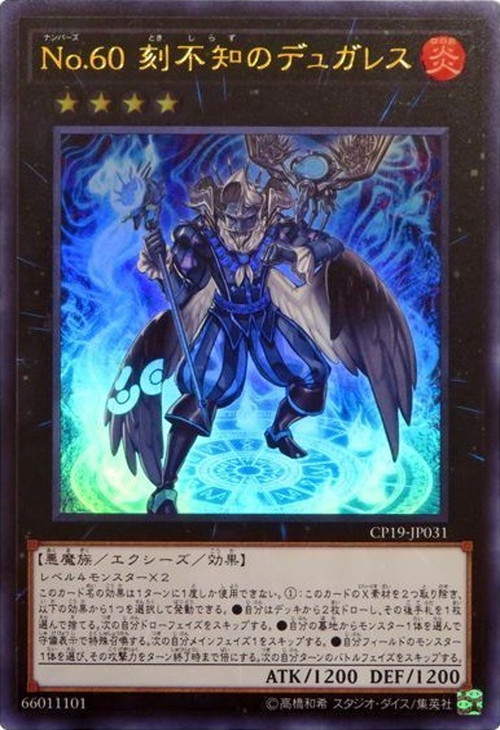 ナンバーズ とき しらず
No.60 刻不知のデュガレス 炎
CP19-JP031
【悪魔族/エクシーズ/効果】
レベル4モンスター×2
このカード名の効果は1ターンに1度しか使用できない。①:このカードのX素材を2つ取り除き、
以下の効果から1つを選択して発動できる。●自分はデッキから2枚ドローし、その後手札を1枚
選んで捨てる。次の自分ドローフェイズをスキップする。●自分の墓地からモンスター1体を選んで
守備表示で特殊召喚する。次の自分メインフェイズ1をスキップする。●自分フィールドのモンスター
1体を選び、その攻撃力をターン終了時まで倍にする。次の自分ターンのバトルフェイズをスキップする。
ATK/1200 DEF/1200
66011101 ©高橋和希 スタジオ・ダイス/集英社